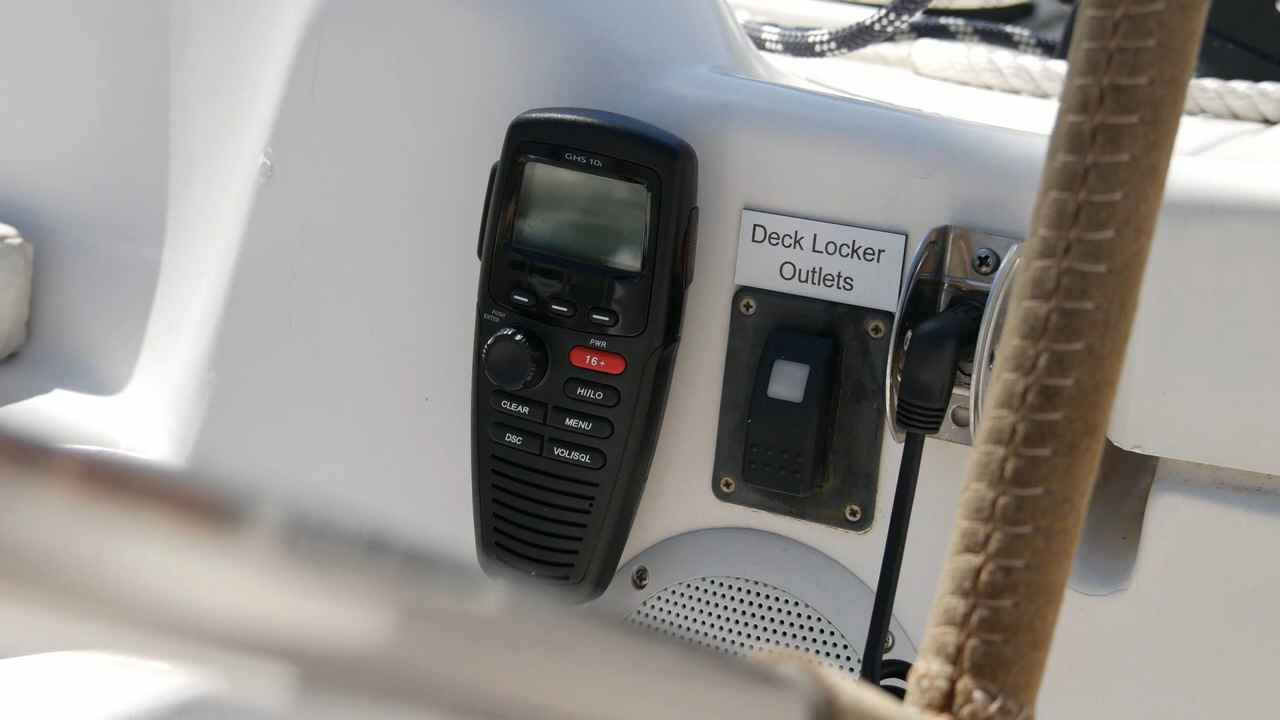 GHS 10i
Deck Locker
Outlets
PUSH
ENTER
PWR
16+
HI/LO
CLEAR
MENU
DSC
VOL/SQL